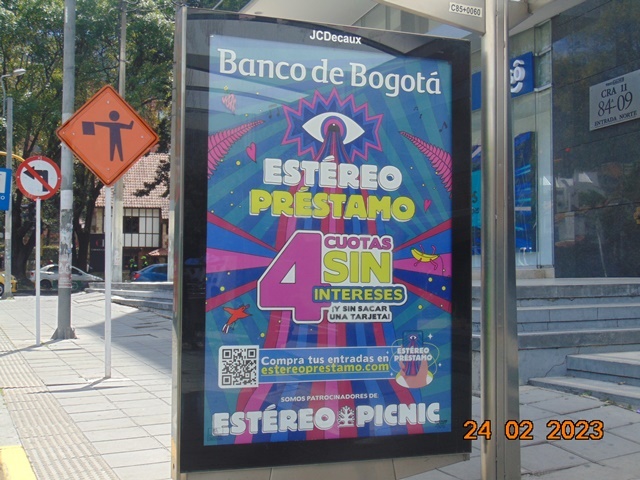 C85+0060
JCDecaux
Banco de Bogotá
ESTÉREO
PRÉSTAMO
4 CUOTAS
SIN
INTERESES
¡Y SIN SACAR
UNA TARJETA!
Compra tus entradas en
estereoprestamo.com
ESTÉREO
PRÉSTAMO
SOMOS PATROCINADORES DE
ESTÉREO PICNIC
CRA 11
84-09
ENTRADA NORTE
24 02 2023